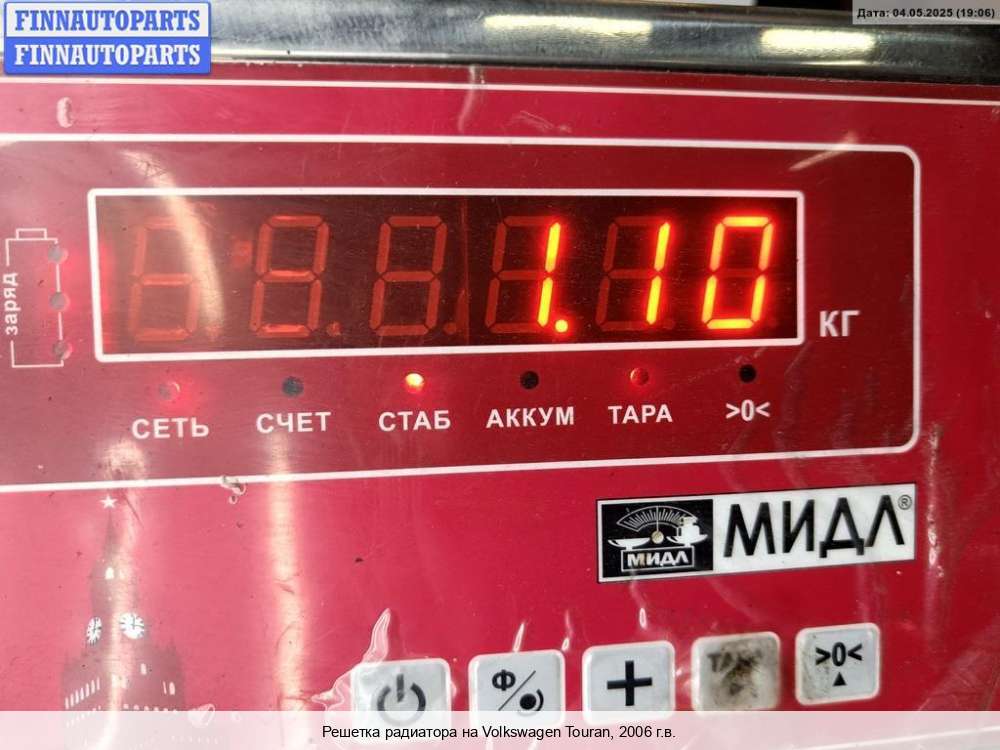 FINNAUTOPARTS
FINNAUTOPARTS
Дата: 04.05.2025 (19:06)
заряд
1.10
КГ
СЕТЬ СЧЕТ СТАБ АККУМ ТАРА >0<
МИДЛ МИДЛ®
Ф
+
>0<
Решетка радиатора на Volkswagen Touran, 2006 г.в.